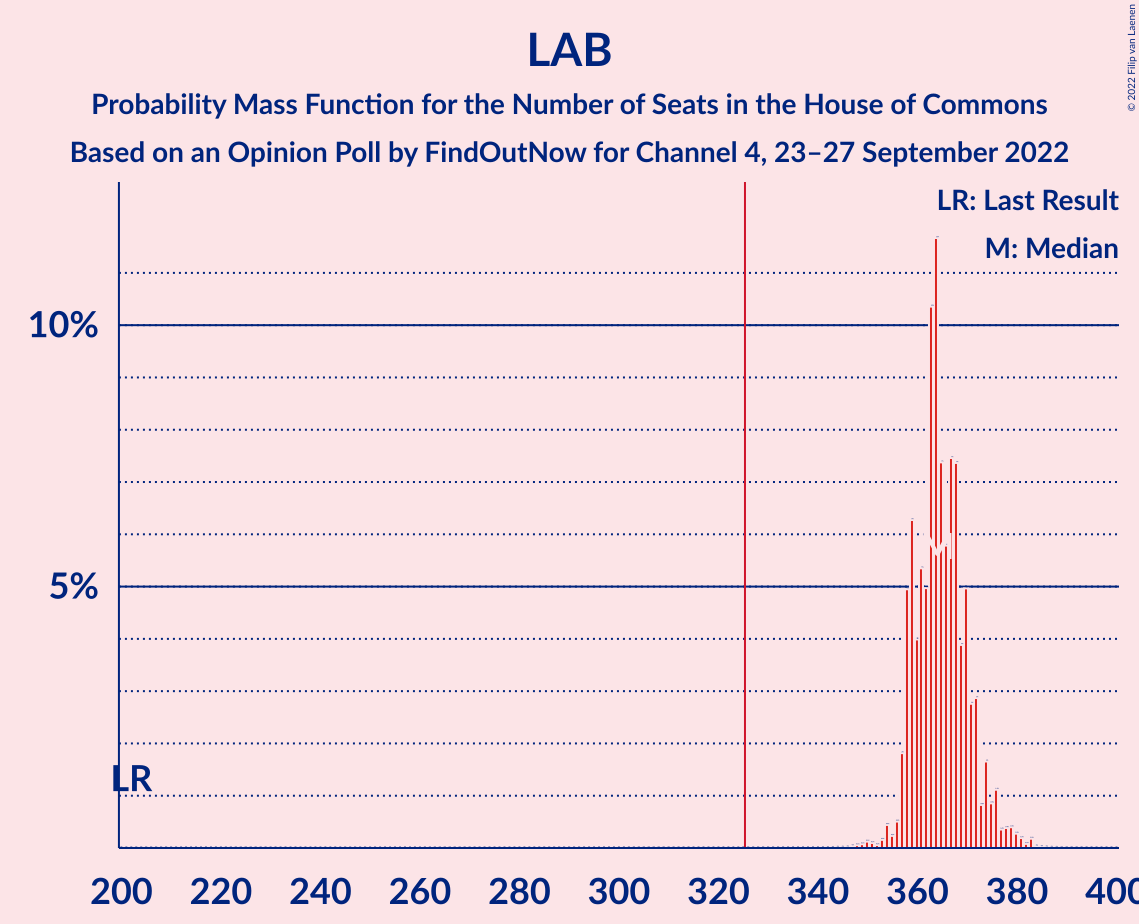 LAB
Probability Mass Function for the Number of Seats in the House of Commons
Based on an Opinion Poll by FindOutNow for Channel 4, 23–27 September 2022
© 2022 Filip van Laenen
LR: Last Result
M: Median
10%
5%
LR
M
200 220 240 260 280 300 320 340 360 380 400